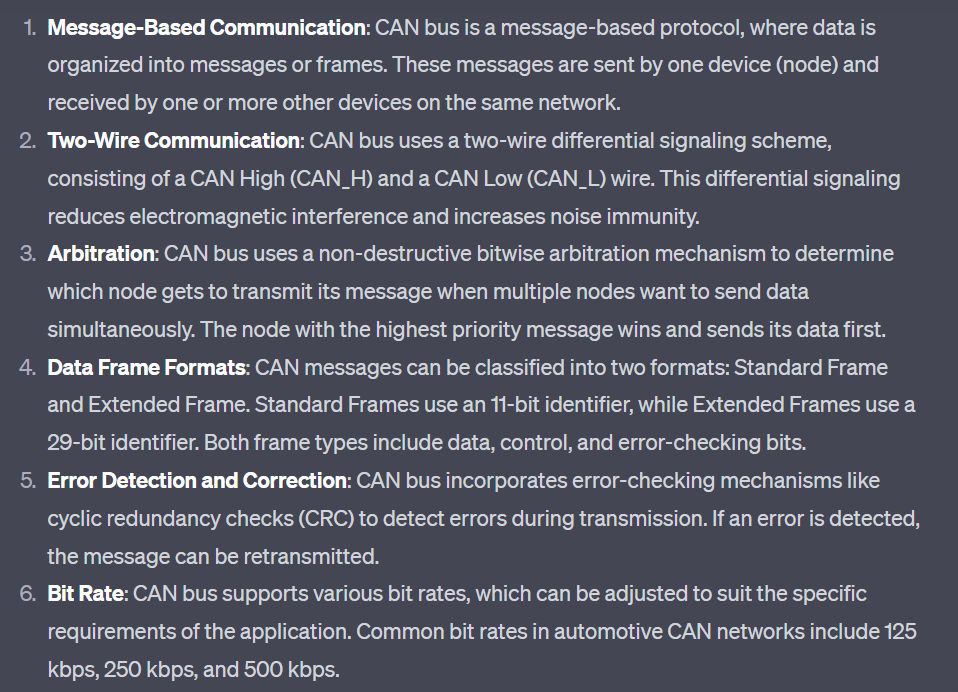 1. Message-Based Communication: CAN bus is a message-based protocol, where data is
organized into messages or frames. These messages are sent by one device (node) and
received by one or more other devices on the same network.
2. Two-Wire Communication: CAN bus uses a two-wire differential signaling scheme,
consisting of a CAN High (CAN_H) and a CAN Low (CAN_L) wire. This differential signaling
reduces electromagnetic interference and increases noise immunity.
3. Arbitration: CAN bus uses a non-destructive bitwise arbitration mechanism to determine
which node gets to transmit its message when multiple nodes want to send data
simultaneously. The node with the highest priority message wins and sends its data first.
4. Data Frame Formats: CAN messages can be classified into two formats: Standard Frame
and Extended Frame. Standard Frames use an 11-bit identifier, while Extended Frames use a
29-bit identifier. Both frame types include data, control, and error-checking bits.
5. Error Detection and Correction: CAN bus incorporates error-checking mechanisms like
cyclic redundancy checks (CRC) to detect errors during transmission. If an error is detected,
the message can be retransmitted.
6. Bit Rate: CAN bus supports various bit rates, which can be adjusted to suit the specific
requirements of the application. Common bit rates in automotive CAN networks include 125
kbps, 250 kbps, and 500 kbps.